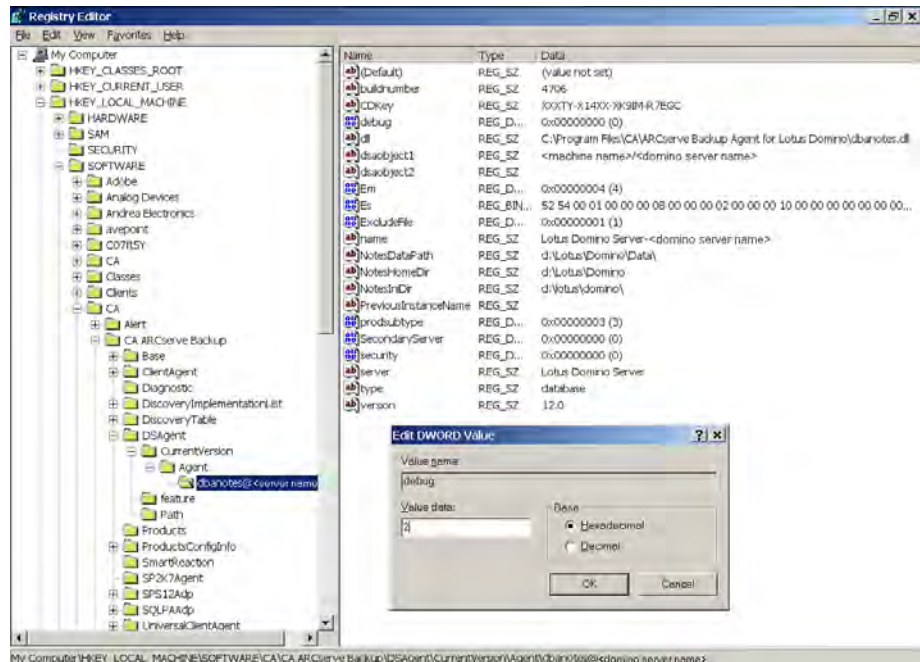 Registry Editor
File Edit View Favorites Help
My Computer
HKEY_CLASSES_ROOT
HKEY_CURRENT_USER
HKEY_LOCAL_MACHINE
HARDWARE
SAM
SECURITY
SOFTWARE
Adobe
Analog Devices
Andrea Electronics
avepoint
C07ftSY
CA
Classes
Clients
CA
Alert
CA ARCserve Backup
Base
ClientAgent
Diagnostic
DiscoveryImplementationList
DiscoveryTable
DSAgent
CurrentVersion
Agent
dbanotes@<server name
feature
Path
Products
ProductsConfigInfo
SmartReaction
SP2K7Agent
SPS12Adp
SQLPAAdp
UniversalClientAgent
Name Type Data
(Default) REG_SZ (value not set)
buildnumber REG_SZ 4706
CDKey REG_SZ
debug REG_D... 0x00000000 (0)
dll REG_SZ C:\Program Files\CA\ARCserve Backup Agent for Lotus Domino\dbanotes.dll
dsaobject1 REG_SZ <machine name>/<domino server name>
dsaobject2 REG_SZ
Em REG_D... 0x00000004 (4)
Es REG_BIN... 52 54 00 01 00 00 00 08 00 00 00 02 00 00 00 10 00 00 00 00 00 00 00...
ExcludeFile REG_D... 0x00000001 (1)
name REG_SZ Lotus Domino Server-<domino server name>
NotesDataPath REG_SZ d:\Lotus\Domino\Data\
NotesHomeDir REG_SZ d:\Lotus\Domino
NotesInDir REG_SZ d:\lotus\domino\
PreviousInstanceName REG_SZ
prodsubtype REG_D... 0x00000003 (3)
SecondaryServer REG_D... 0x00000000 (0)
security REG_D... 0x00000000 (0)
server REG_SZ Lotus Domino Server
type REG_SZ database
version REG_SZ 12.0
Edit DWORD Value
Value name:
debug
Value data:
2
Base
Hexadecimal
Decimal
OK Cancel
My Computer\HKEY_LOCAL_MACHINE\SOFTWARE\CA\CA ARCServe Backup\DSAgent\CurrentVersion\Agent\dbanotes@<domino server name>